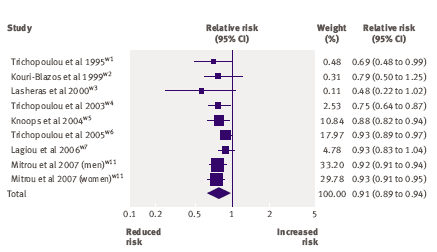 Study Relative risk (95% CI) Weight (%) Relative risk (95% CI)
Trichopoulou et al 1995w1 0.48 0.69 (0.48 to 0.99)
Kouri-Blazos et al 1999w2 0.31 0.79 (0.50 to 1.25)
Lasheras et al 2000w3 0.11 0.48 (0.22 to 1.02)
Trichopoulou et al 2003w4 2.53 0.75 (0.64 to 0.87)
Knoops et al 2004w5 10.84 0.88 (0.82 to 0.94)
Trichopoulou et al 2005w6 17.97 0.93 (0.89 to 0.97)
Lagiou et al 2006w7 4.78 0.93 (0.83 to 1.04)
Mitrou et al 2007 (men)w11 33.20 0.92 (0.91 to 0.94)
Mitrou et al 2007 (women)w11 29.78 0.93 (0.91 to 0.95)
Total 100.00 0.91 (0.89 to 0.94)
0.1 0.2 0.5 1 2 5
Reduced risk Increased risk